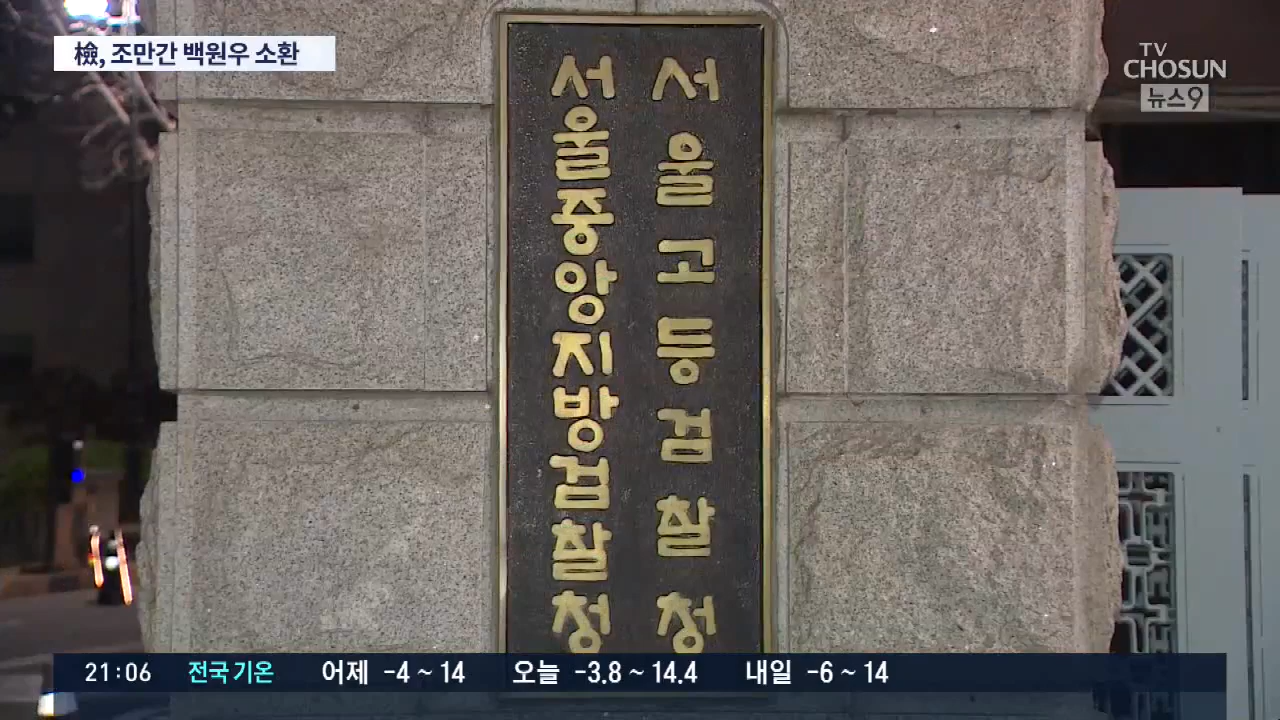 檢, 조만간 백원우 소환
TV
CHOSUN
뉴스9
서울고등검찰청
서울중앙지방검찰청
21:06 전국 기온 어제 -4 ~ 14 오늘 -3.8 ~ 14.4 내일 -6 ~ 14